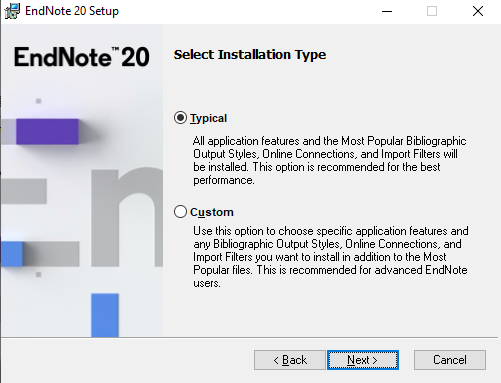 EndNote 20 Setup
EndNote™ 20
Select Installation Type
Typical
All application features and the Most Popular Bibliographic
Output Styles, Online Connections, and Import Filters will
be installed. This option is recommended for the best
performance.
Custom
Use this option to choose specific application features and
any Bibliographic Output Styles, Online Connections, and
Import Filters you want to install in addition to the Most
Popular files. This is recommended for advanced EndNote
users.
< Back
Next >
Cancel